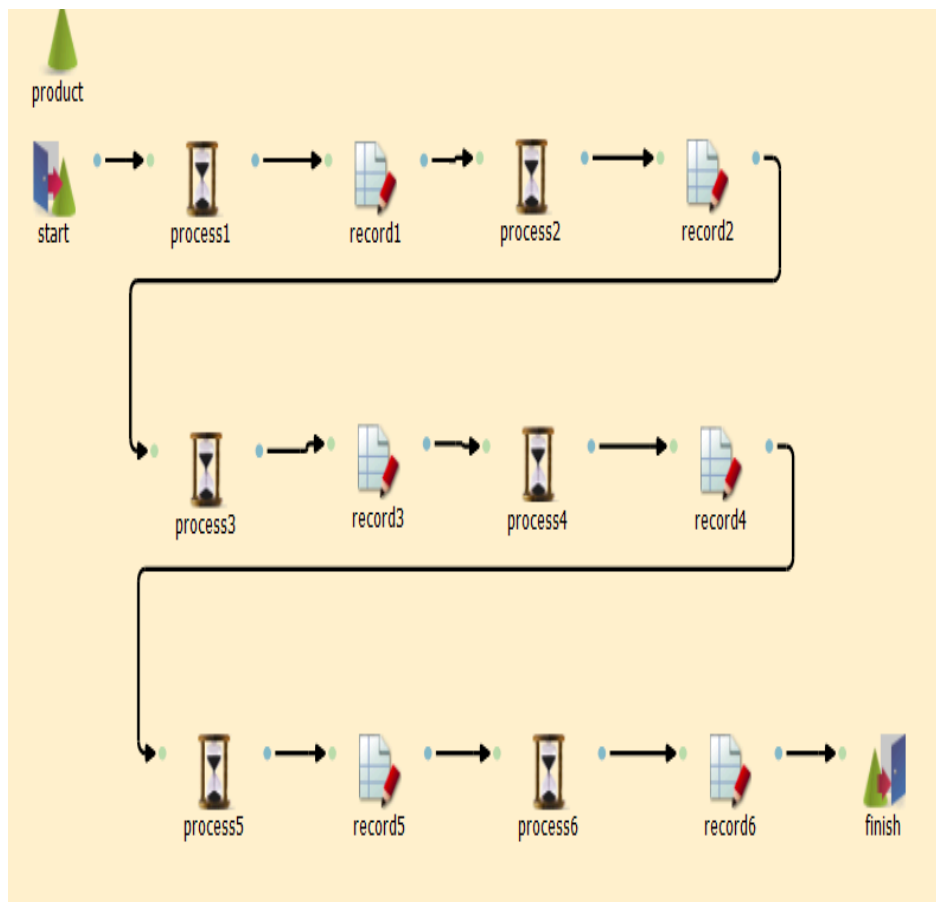 product
start
process1
record1
process2
record2
process3
record3
process4
record4
process5
record5
process6
record6
finish